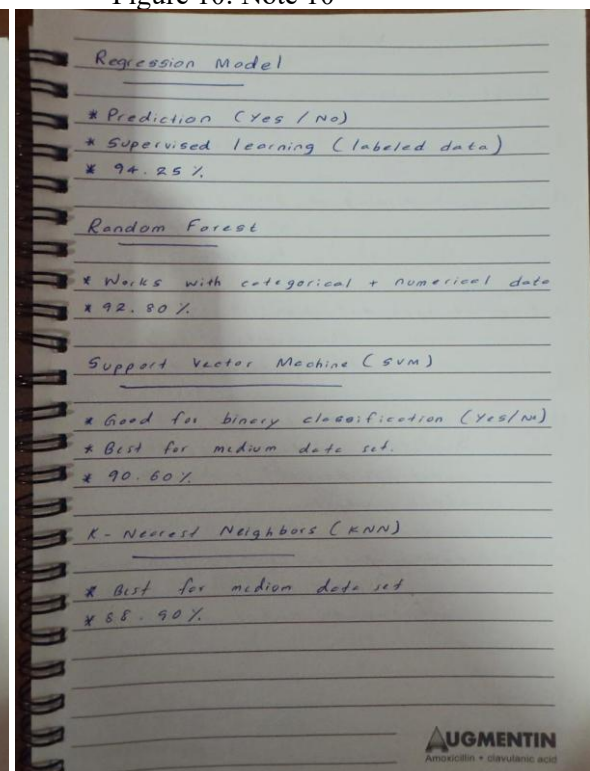 Figure 10: Note 10
Regression Model
* Prediction (Yes / No)
* Supervised learning (labeled data)
* 94.25 %
Random Forest
* Works with categorical + numerical data
* 92.80 %
Support Vector Machine (SVM)
* Good for binary classification (Yes/No)
* Best for medium data set.
* 90.60 %
K-Nearest Neighbors (KNN)
* Best for medium data set
* 88.90 %
AUGMENTIN
Amoxicillin + clavulanic acid